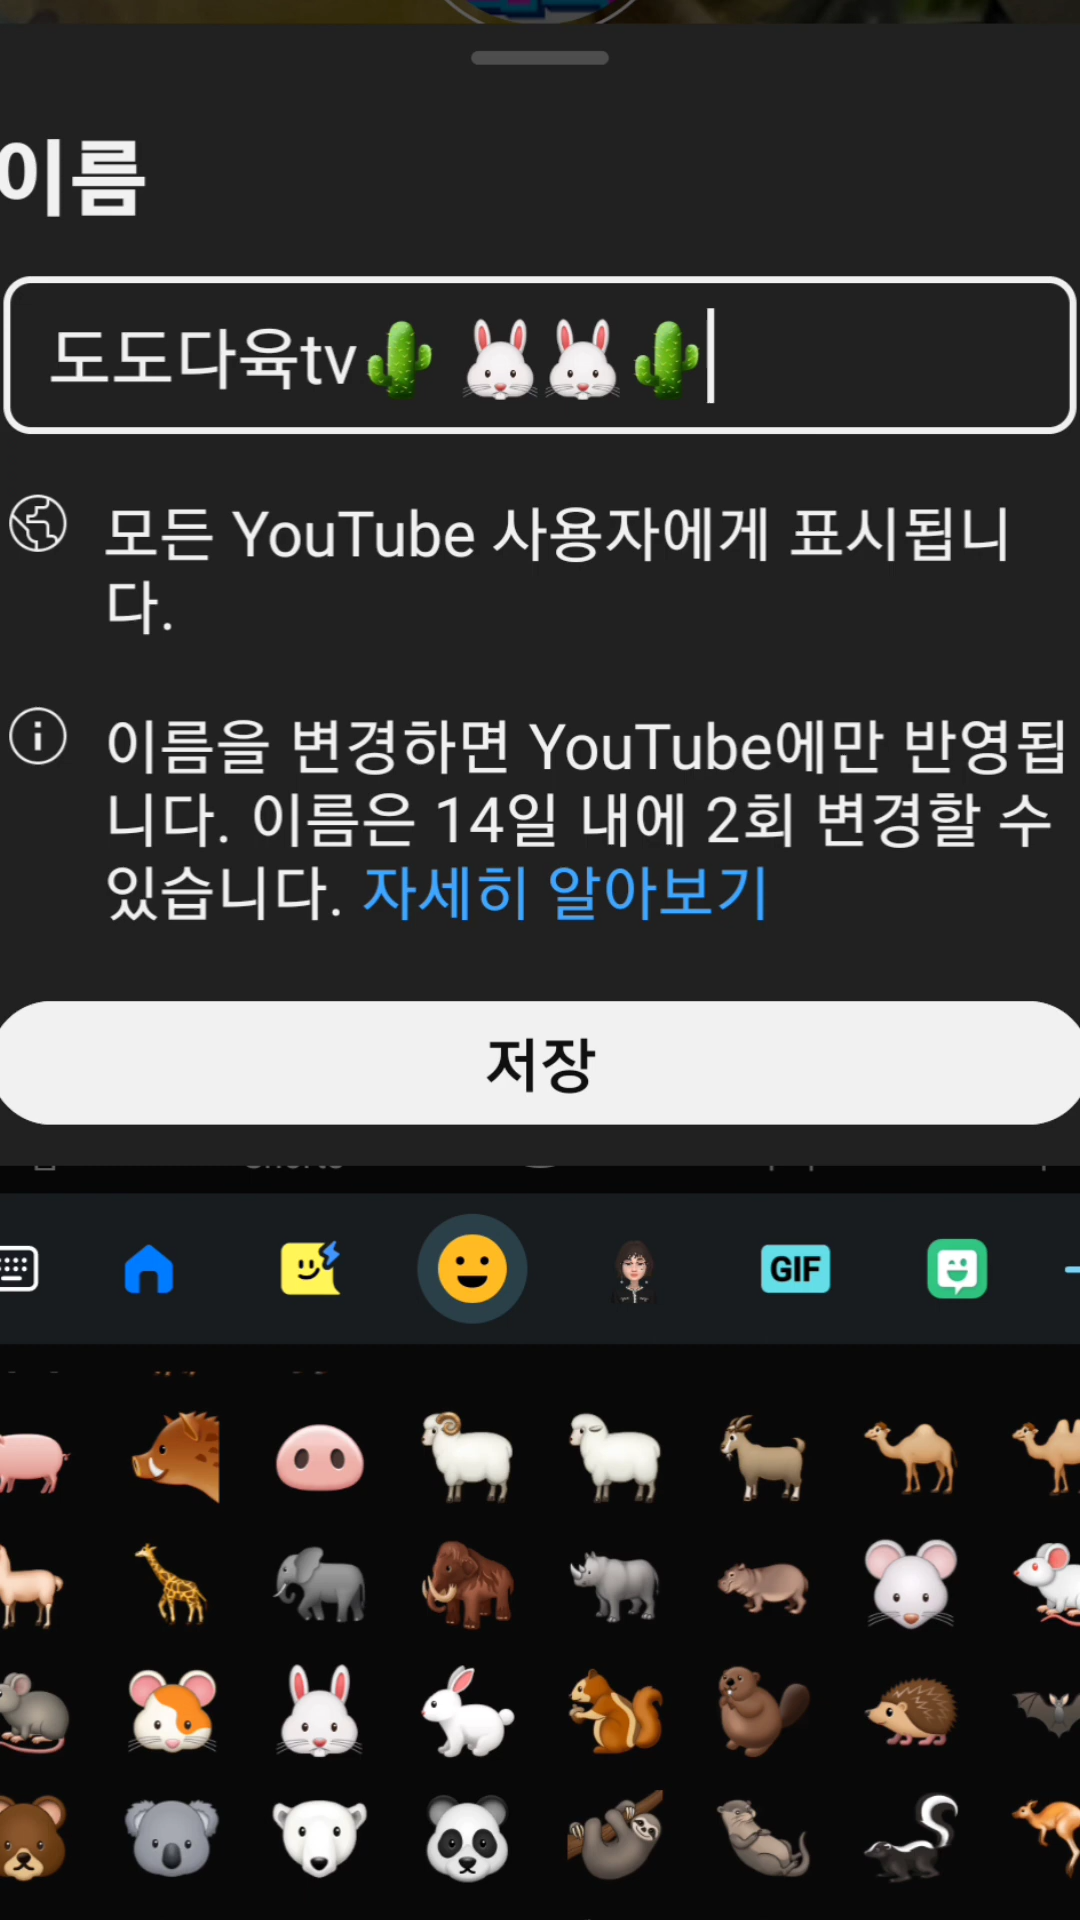 이름
도도다육tv🌵 🐰🐰🌵
모든 YouTube 사용자에게 표시됩니
다.
이름을 변경하면 YouTube에만 반영됩
니다. 이름은 14일 내에 2회 변경할 수
있습니다. 자세히 알아보기
저장
GIF